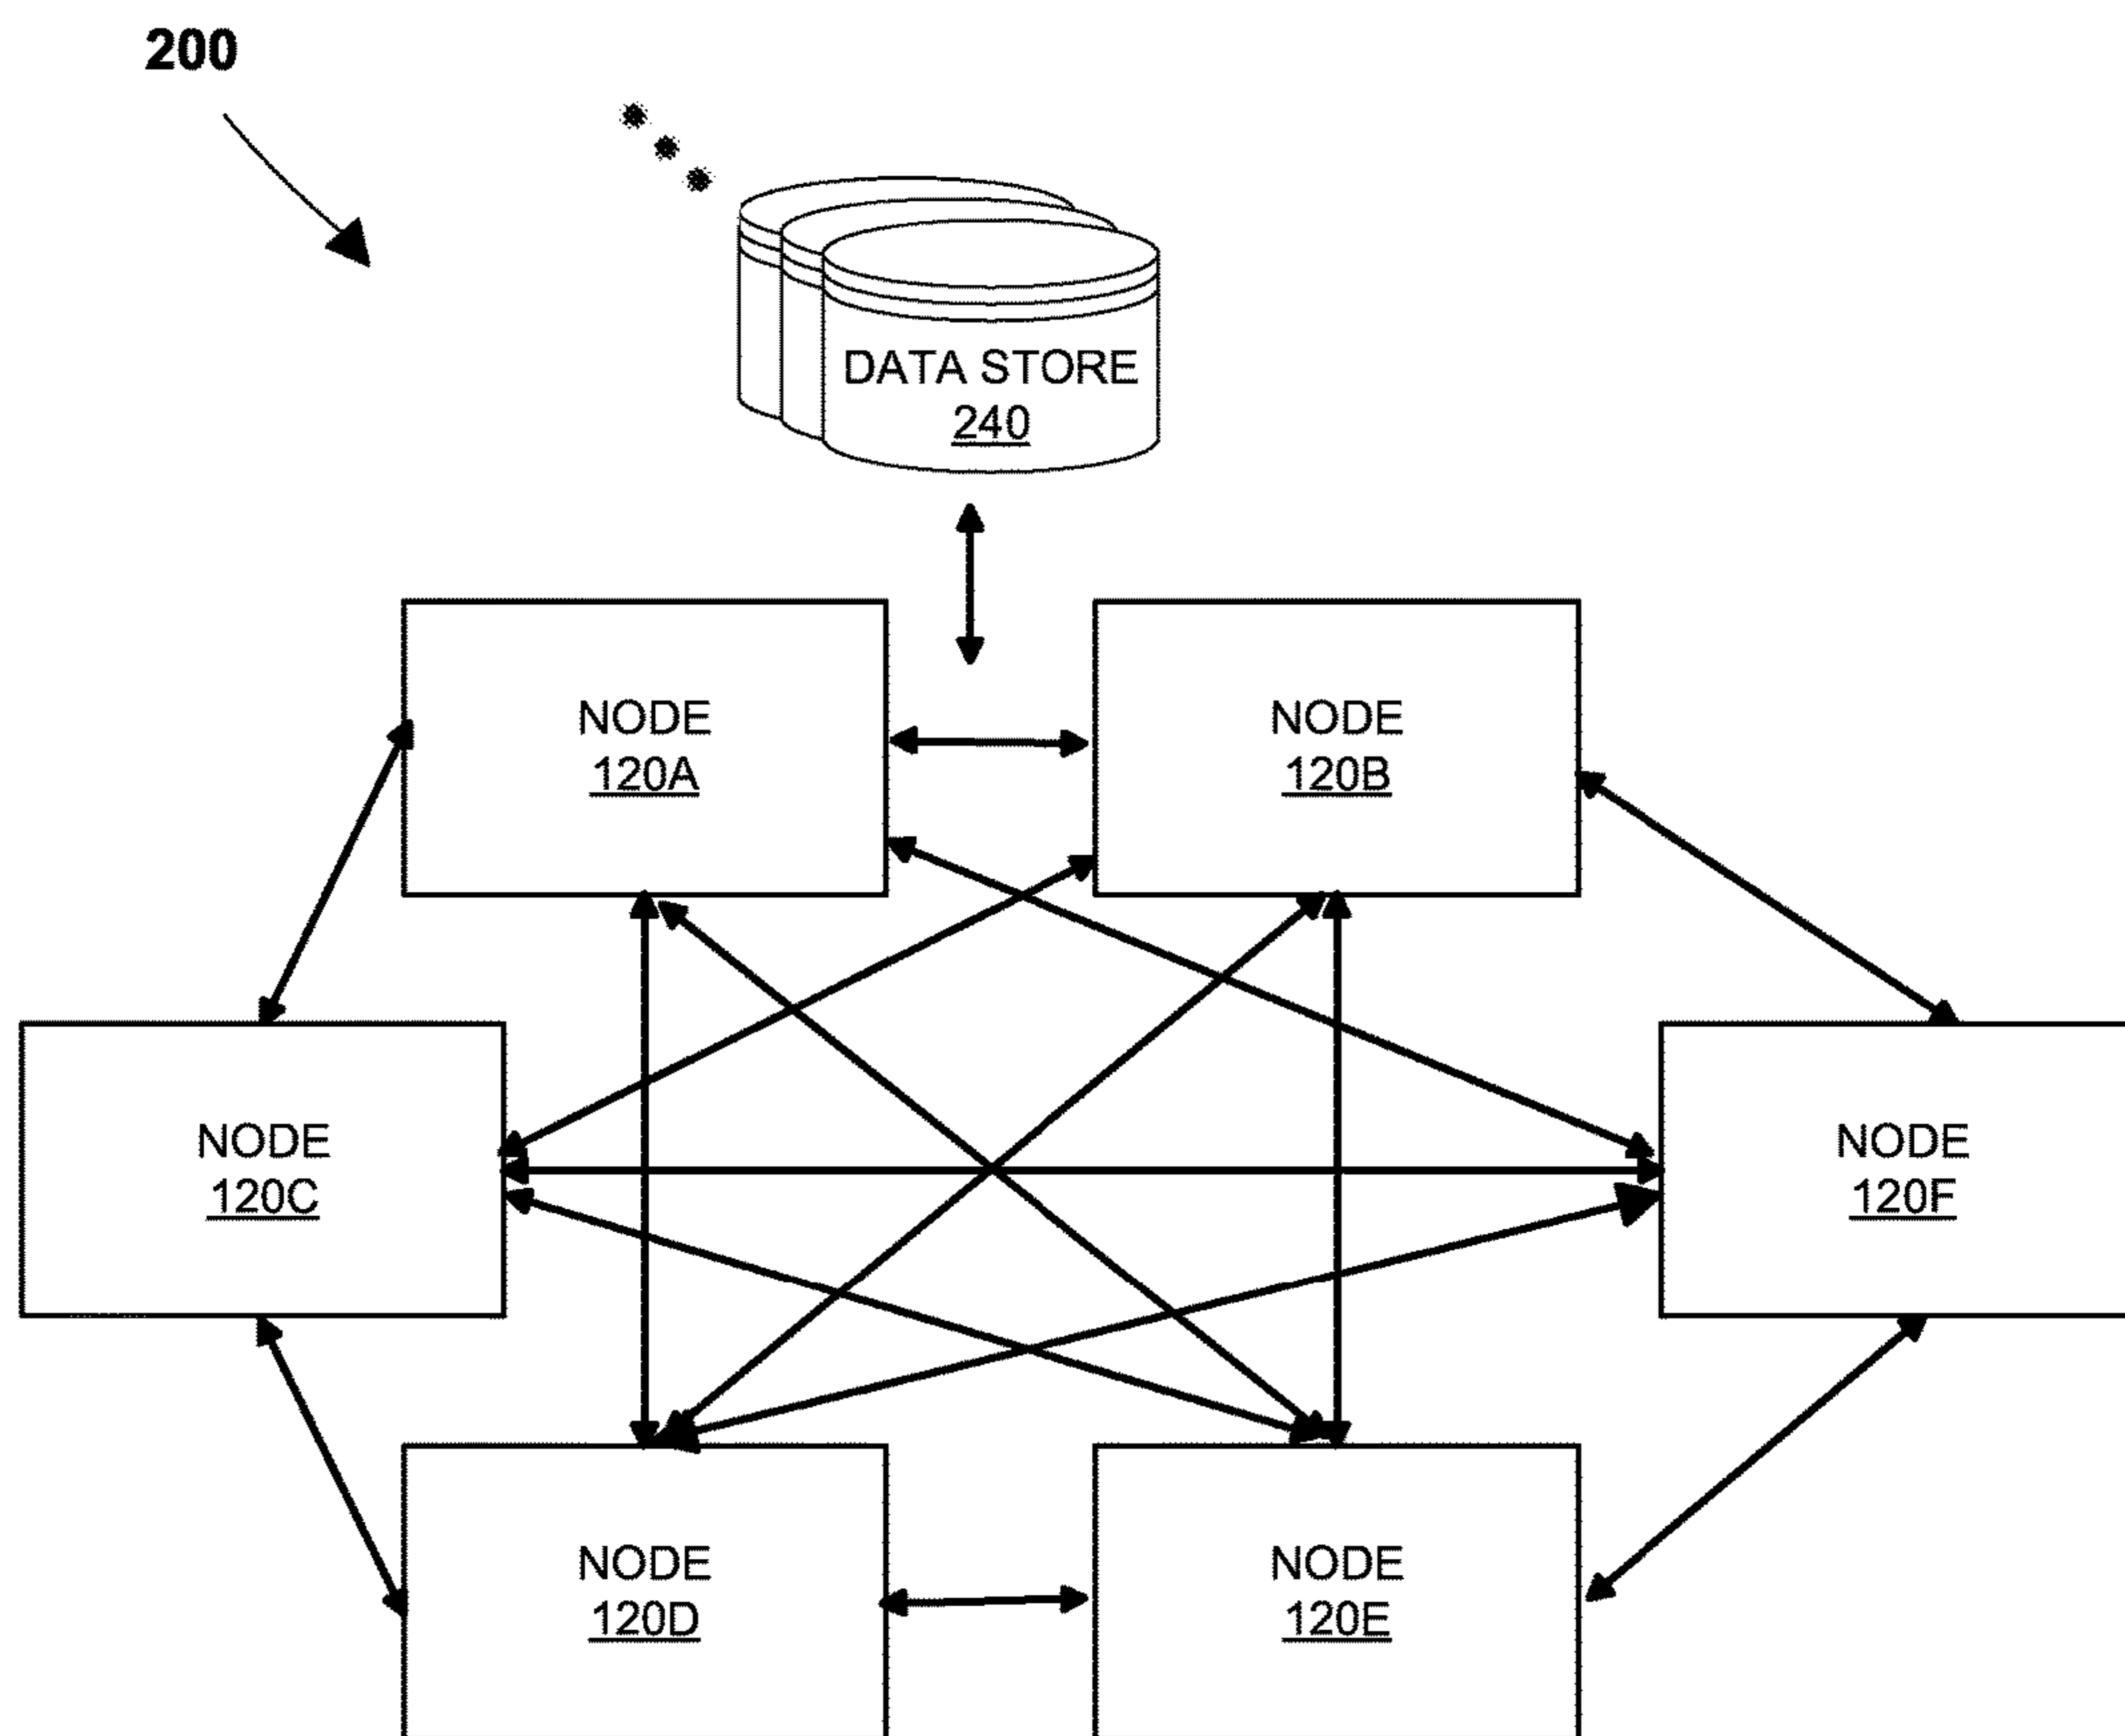 200
DATA STORE
240
NODE
120A
NODE
120B
NODE
120C
NODE
120F
NODE
120D
NODE
120E